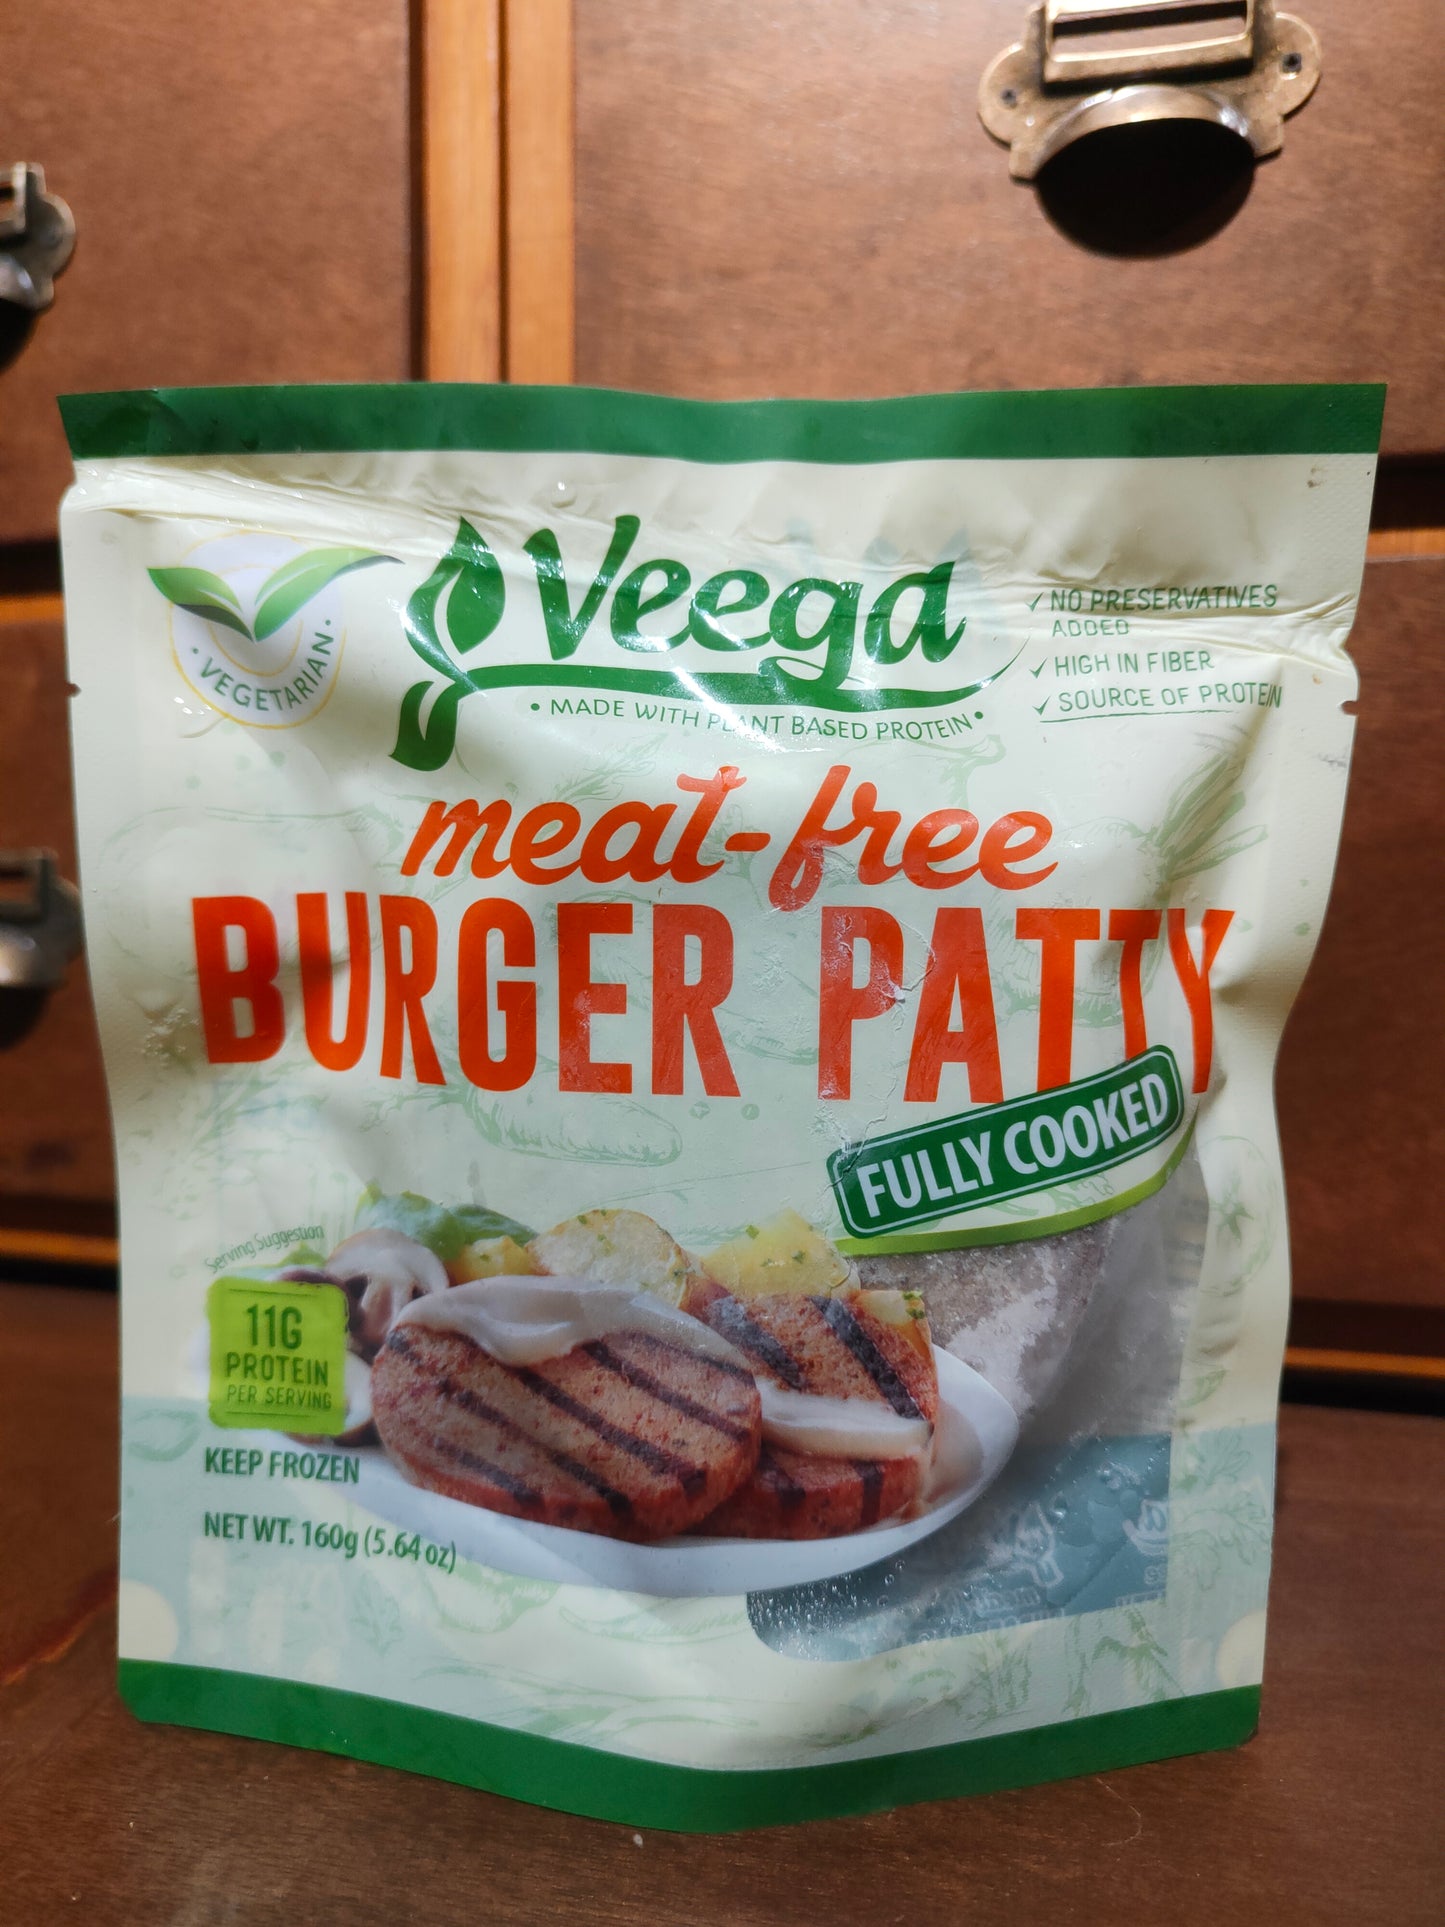 VEGETARIAN
Veega
• MADE WITH PLANT BASED PROTEIN •
✓ NO PRESERVATIVES
ADDED
✓ HIGH IN FIBER
✓ SOURCE OF PROTEIN
meat-free
BURGER PATTY
FULLY COOKED
Serving Suggestion
11G
PROTEIN
PER SERVING
KEEP FROZEN
NET WT. 160g (5.64 oz)